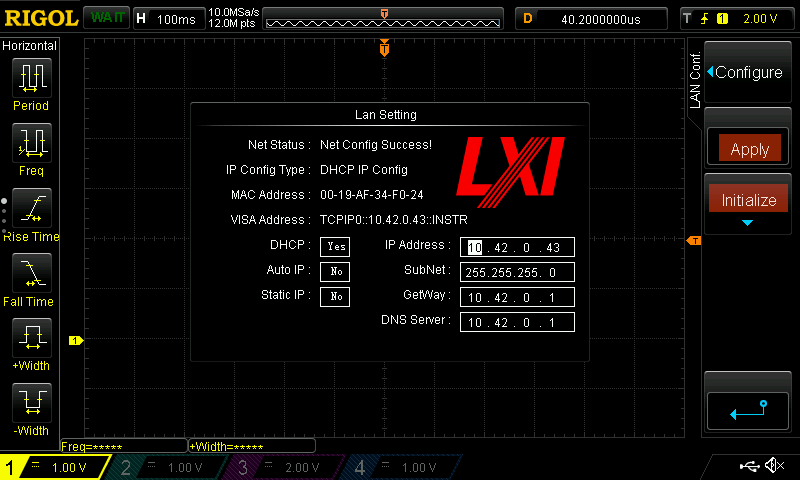 RIGOL WAIT H 100ms 10.0MSa/s T D 40.2000000us T 1 2.00 V
12.0M pts
Horizontal
T
LAN Conf.
Configure
Period
Lan Setting
Net Status : Net Config Success!
Apply
Freq
IP Config Type : DHCP IP Config
LXI
MAC Address : 00-19-AF-34-F0-24
Initialize
VISA Address : TCPIP0::10.42.0.43::INSTR
Rise Time
DHCP : Yes IP Address : 10 . 42 . 0 . 43
T
Auto IP : No SubNet : 255.255.255. 0
Fall Time
Static IP : No GetWay : 10 . 42 . 0 . 1
DNS Server : 10 . 42 . 0 . 1
1
+Width
-Width
Freq=***** +Width=*****
1 = 1.00 V 2 = 1.00 V 3 = 2.00 V 4 = 1.00 V